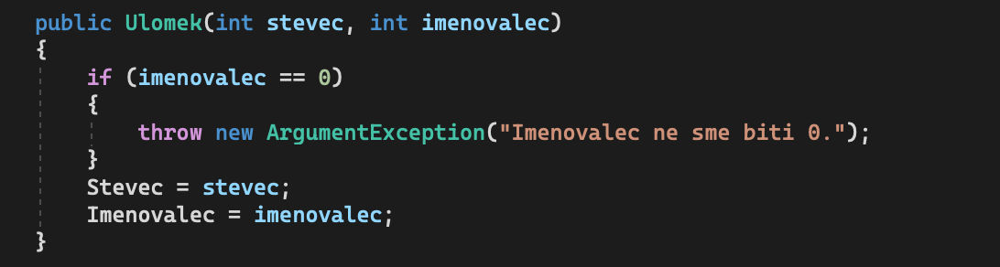 public Ulomek(int stevec, int imenovalec)
{
    if (imenovalec == 0)
    {
        throw new ArgumentException("Imenovalec ne sme biti 0.");
    }
    Stevec = stevec;
    Imenovalec = imenovalec;
}